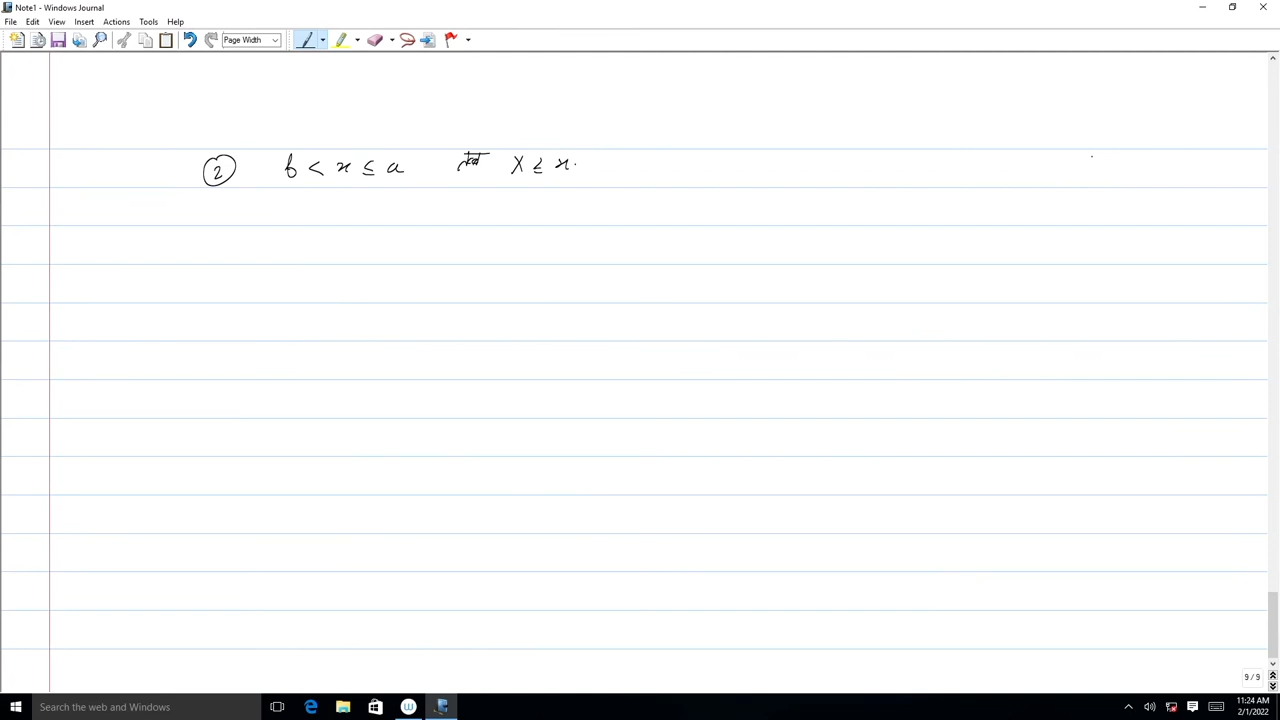 Note1 - Windows Journal
File Edit View Insert Actions Tools Help
Page Width
② b < x ≤ a X ≤ x.
9 / 9
Search the web and Windows
11:24 AM
2/1/2022